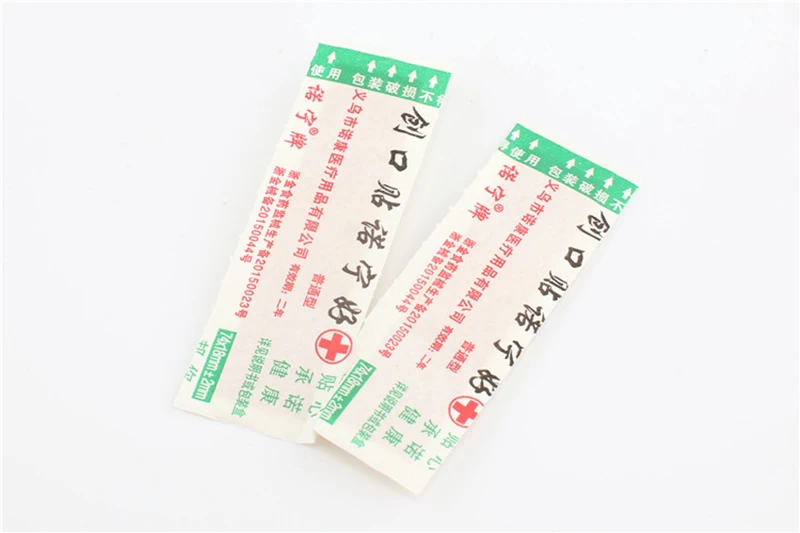 使用 包装破损不
诺字®牌
义乌市诺康医疗用品有限公司
创口贴诺字好
浙金食药监械生产备20150023号
浙金械备20150044号
有效期：二年
普通型
贴心
承诺
健康
详见说明书或包装盒
74x18mm±2mm
使用 包装破损不
诺字®牌
义乌市诺康医疗用品有限公司
创口贴诺字好
浙金食药监械生产备20150023号
浙金械备20150044号
有效期：二年
普通型
贴心
承诺
健康
详见说明书或包装盒
74x18mm±2mm